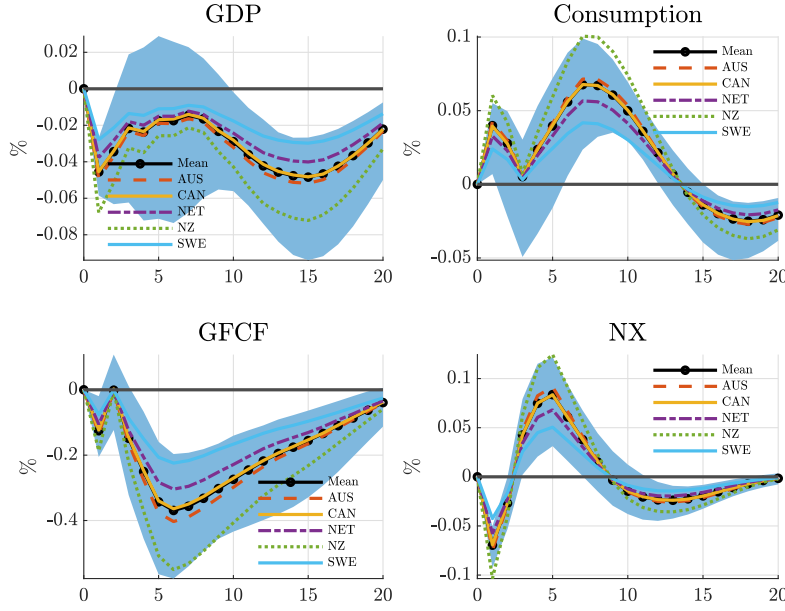 GDP
0.02
0
-0.02
-0.04
-0.06
-0.08
%
Mean
AUS
CAN
NET
NZ
SWE
0 5 10 15 20
Consumption
0.1
0.05
0
-0.05
%
Mean
AUS
CAN
NET
NZ
SWE
0 5 10 15 20
GFCF
0
-0.2
-0.4
%
Mean
AUS
CAN
NET
NZ
SWE
0 5 10 15 20
NX
0.1
0.05
0
-0.05
-0.1
%
Mean
AUS
CAN
NET
NZ
SWE
0 5 10 15 20